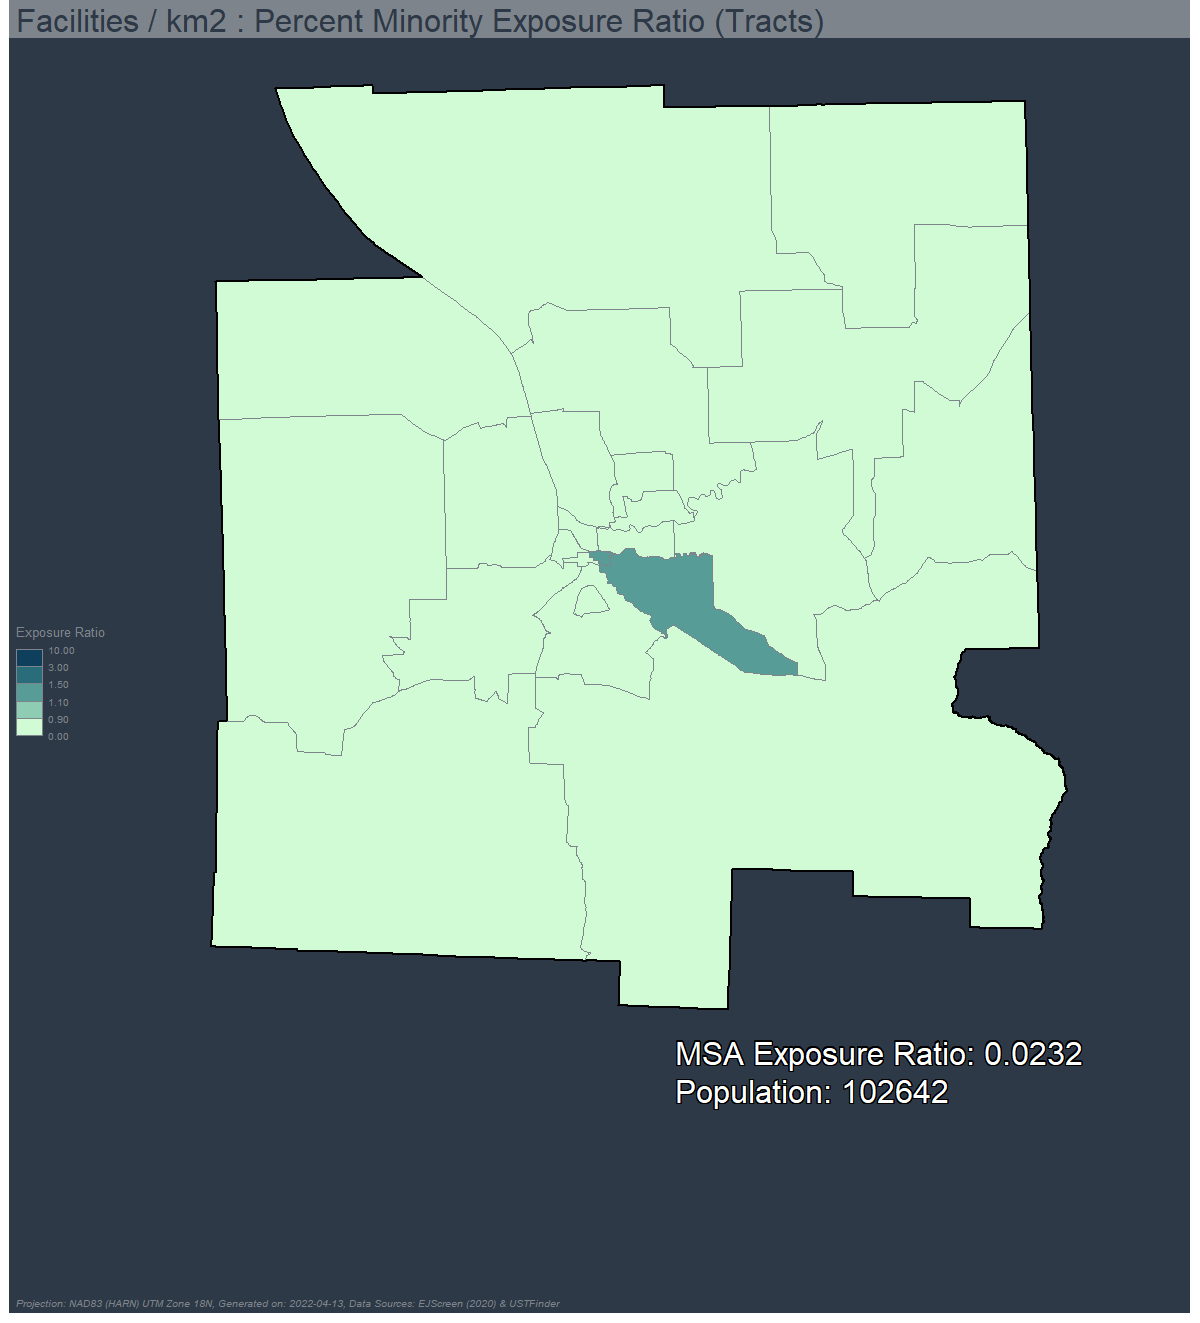 Facilities / km2 : Percent Minority Exposure Ratio (Tracts)
Exposure Ratio
10.00
3.00
1.50
1.10
0.90
0.00
MSA Exposure Ratio: 0.0232
Population: 102642
Projection: NAD83 (HARN) UTM Zone 18N, Generated on: 2022-04-13, Data Sources: EJScreen (2020) & USTFinder